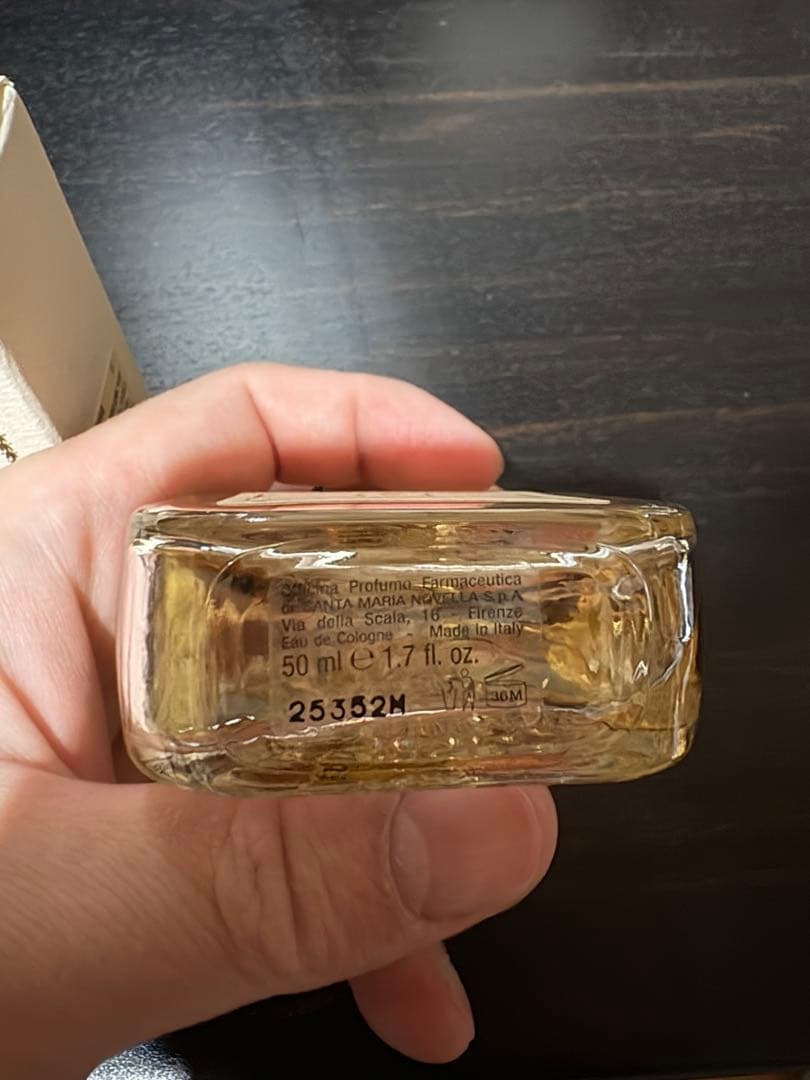 Officina Profumo Farmaceutica
di SANTA MARIA NOVELLA S.p.A
Via della Scala, 16 - Firenze
Eau de Cologne - Made in Italy
50 ml ℮ 1.7 fl. oz.
36M
25352M